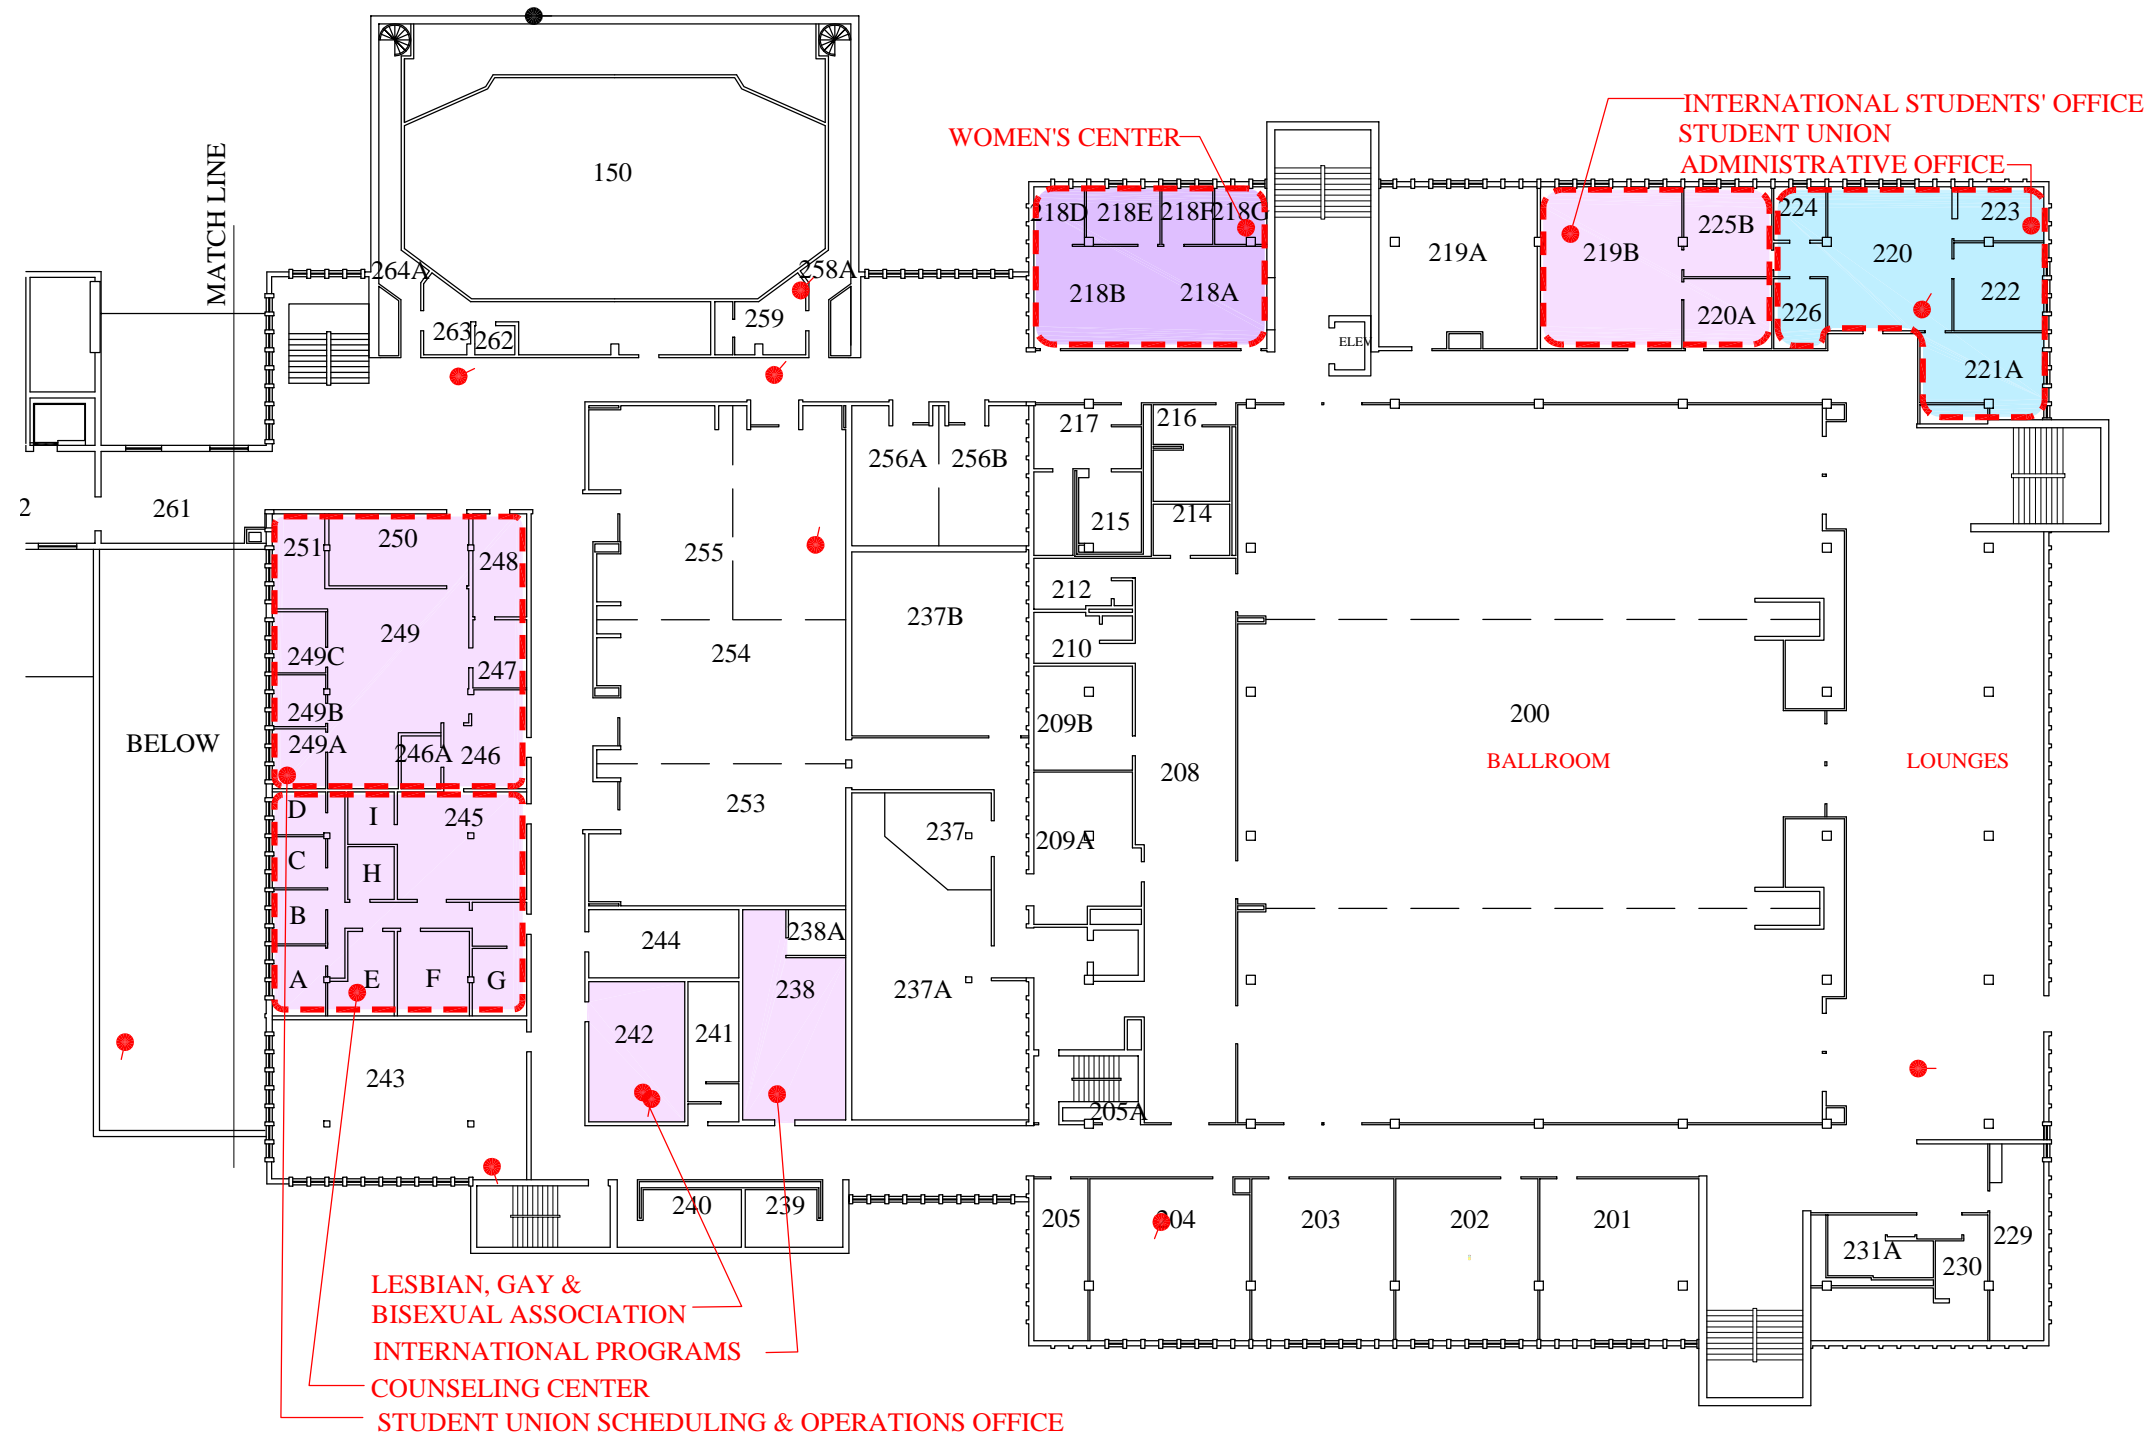 INTERNATIONAL STUDENTS' OFFICE
WOMEN'S CENTER
STUDENT UNION
ADMINISTRATIVE OFFICE
MATCH LINE
150
218D
218E
218F
218G
224
223
225B
264A
258A
218B
218A
219A
219B
220
222
220A
226
263
262
259
ELEV
221A
217
216
256A
256B
2
261
251
250
248
255
215
214
212
249
237B
210
249C
247
254
249B
209B
200
BELOW
249A
246A
246
BALLROOM
LOUNGES
208
D
I
245
253
237
209A
C
H
B
244
238A
A
E
F
G
238
237A
242
241
243
205A
240
239
205
204
203
202
201
229
231A
230
LESBIAN, GAY &
BISEXUAL ASSOCIATION
INTERNATIONAL PROGRAMS
COUNSELING CENTER
STUDENT UNION SCHEDULING & OPERATIONS OFFICE